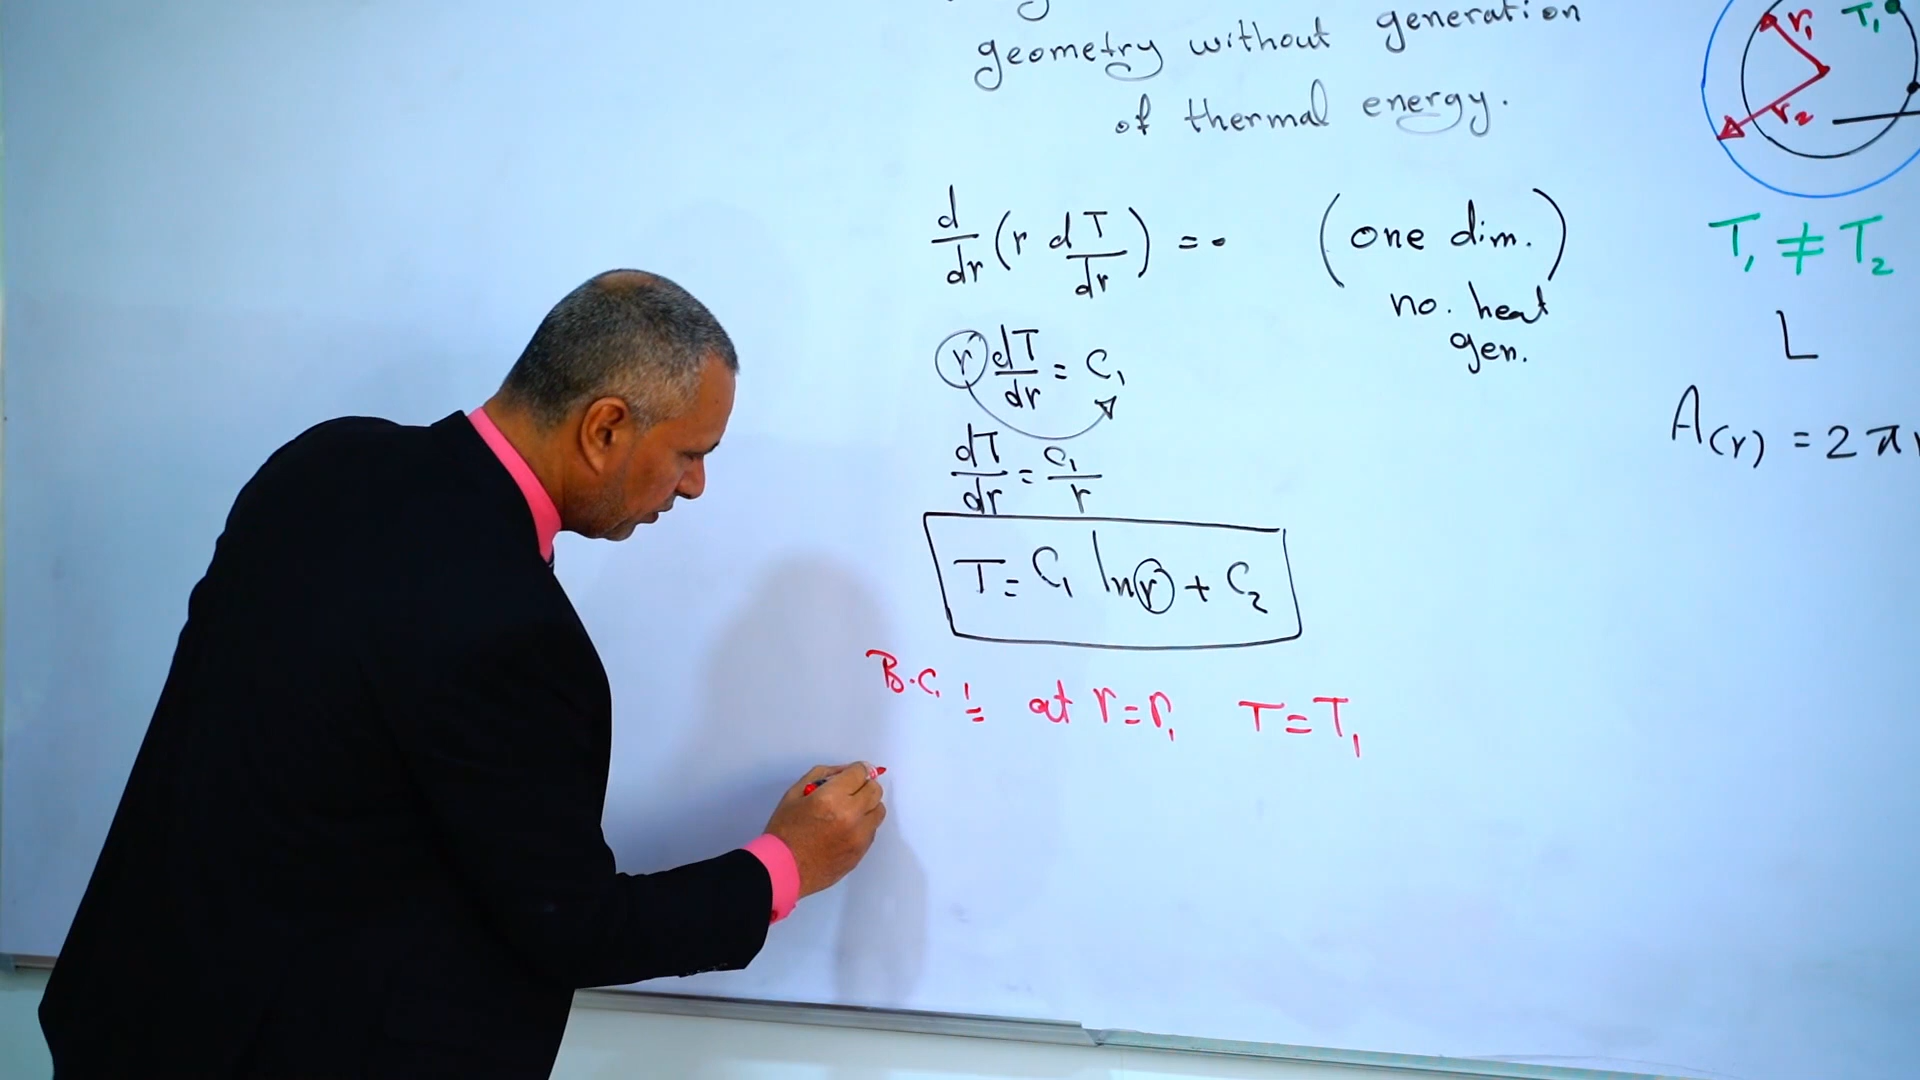 geometry without generation
of thermal energy.
d/dr (r dT/dr) = 0 (one dim.)
no. heat
gen.
r dT/dr = C₁
dT/dr = C₁/r
T = C₁ ln r + C₂
B.C. 1 at r = r₁ T = T₁
r₁ T₁
r₂
T₁ ≠ T₂
L
A(r) = 2π